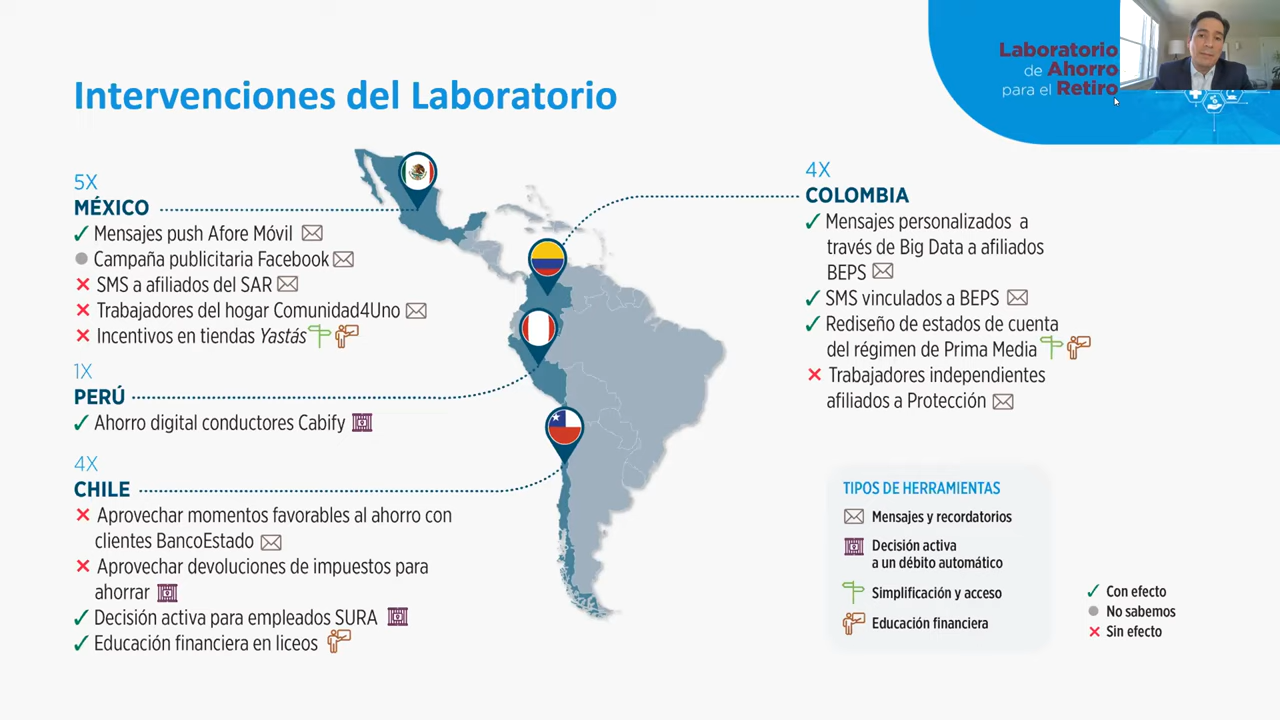 Laboratorio
de Ahorro
para el Retiro
Intervenciones del Laboratorio
5X
MÉXICO
Mensajes push Afore Móvil
Campaña publicitaria Facebook
SMS a afiliados del SAR
Trabajadores del hogar Comunidad4Uno
Incentivos en tiendas Yastás
1X
PERÚ
Ahorro digital conductores Cabify
4X
CHILE
Aprovechar momentos favorables al ahorro con
clientes BancoEstado
Aprovechar devoluciones de impuestos para
ahorrar
Decisión activa para empleados SURA
Educación financiera en liceos
4X
COLOMBIA
Mensajes personalizados a
través de Big Data a afiliados
BEPS
SMS vinculados a BEPS
Rediseño de estados de cuenta
del régimen de Prima Media
Trabajadores independientes
afiliados a Protección
TIPOS DE HERRAMIENTAS
Mensajes y recordatorios
Decisión activa
a un débito automático
Simplificación y acceso
Educación financiera
Con efecto
No sabemos
Sin efecto